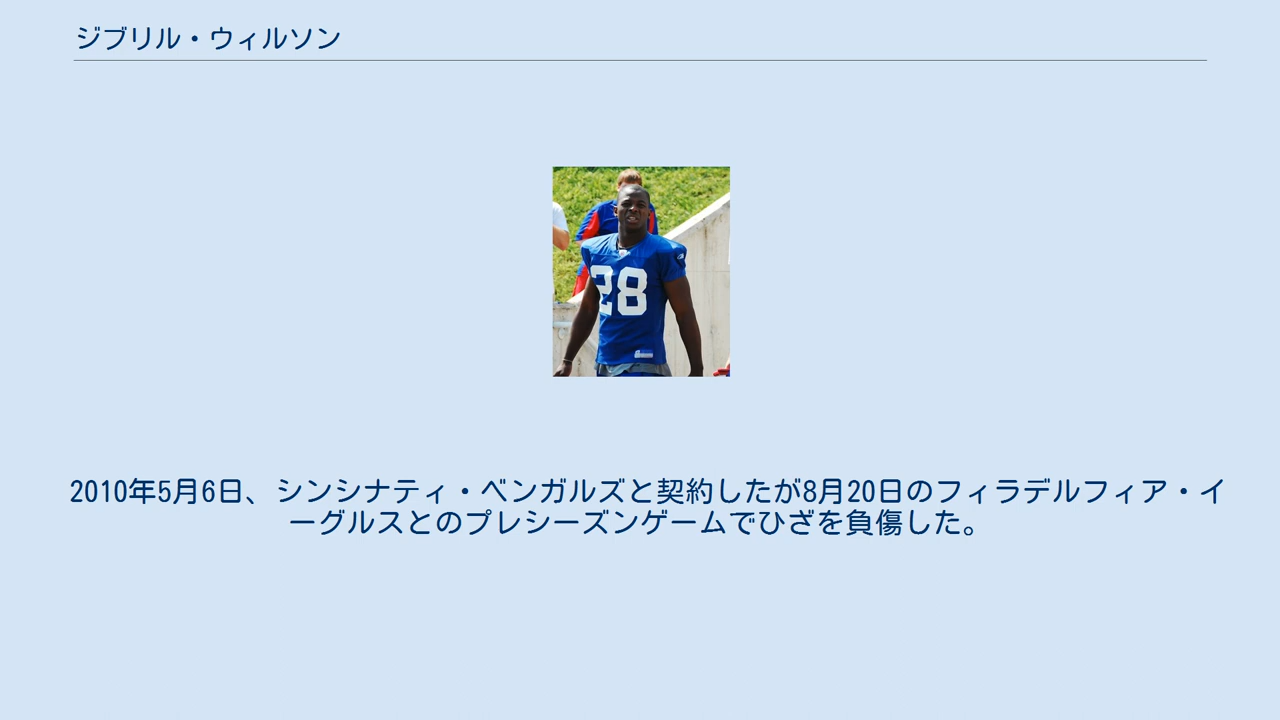 ジブリル・ウィルソン
28
2010年5月6日、シンシナティ・ベンガルズと契約したが8月20日のフィラデルフィア・イ
ーグルスとのプレシーズンゲームでひざを負傷した。